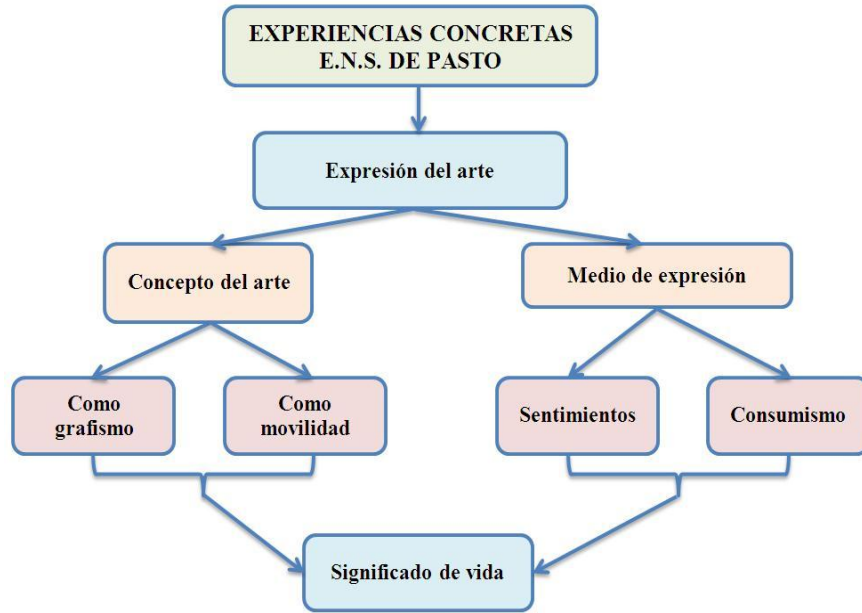 EXPERIENCIAS CONCRETAS
E.N.S. DE PASTO
Expresión del arte
Concepto del arte
Medio de expresión
Como
grafismo
Como
movilidad
Sentimientos
Consumismo
Significado de vida